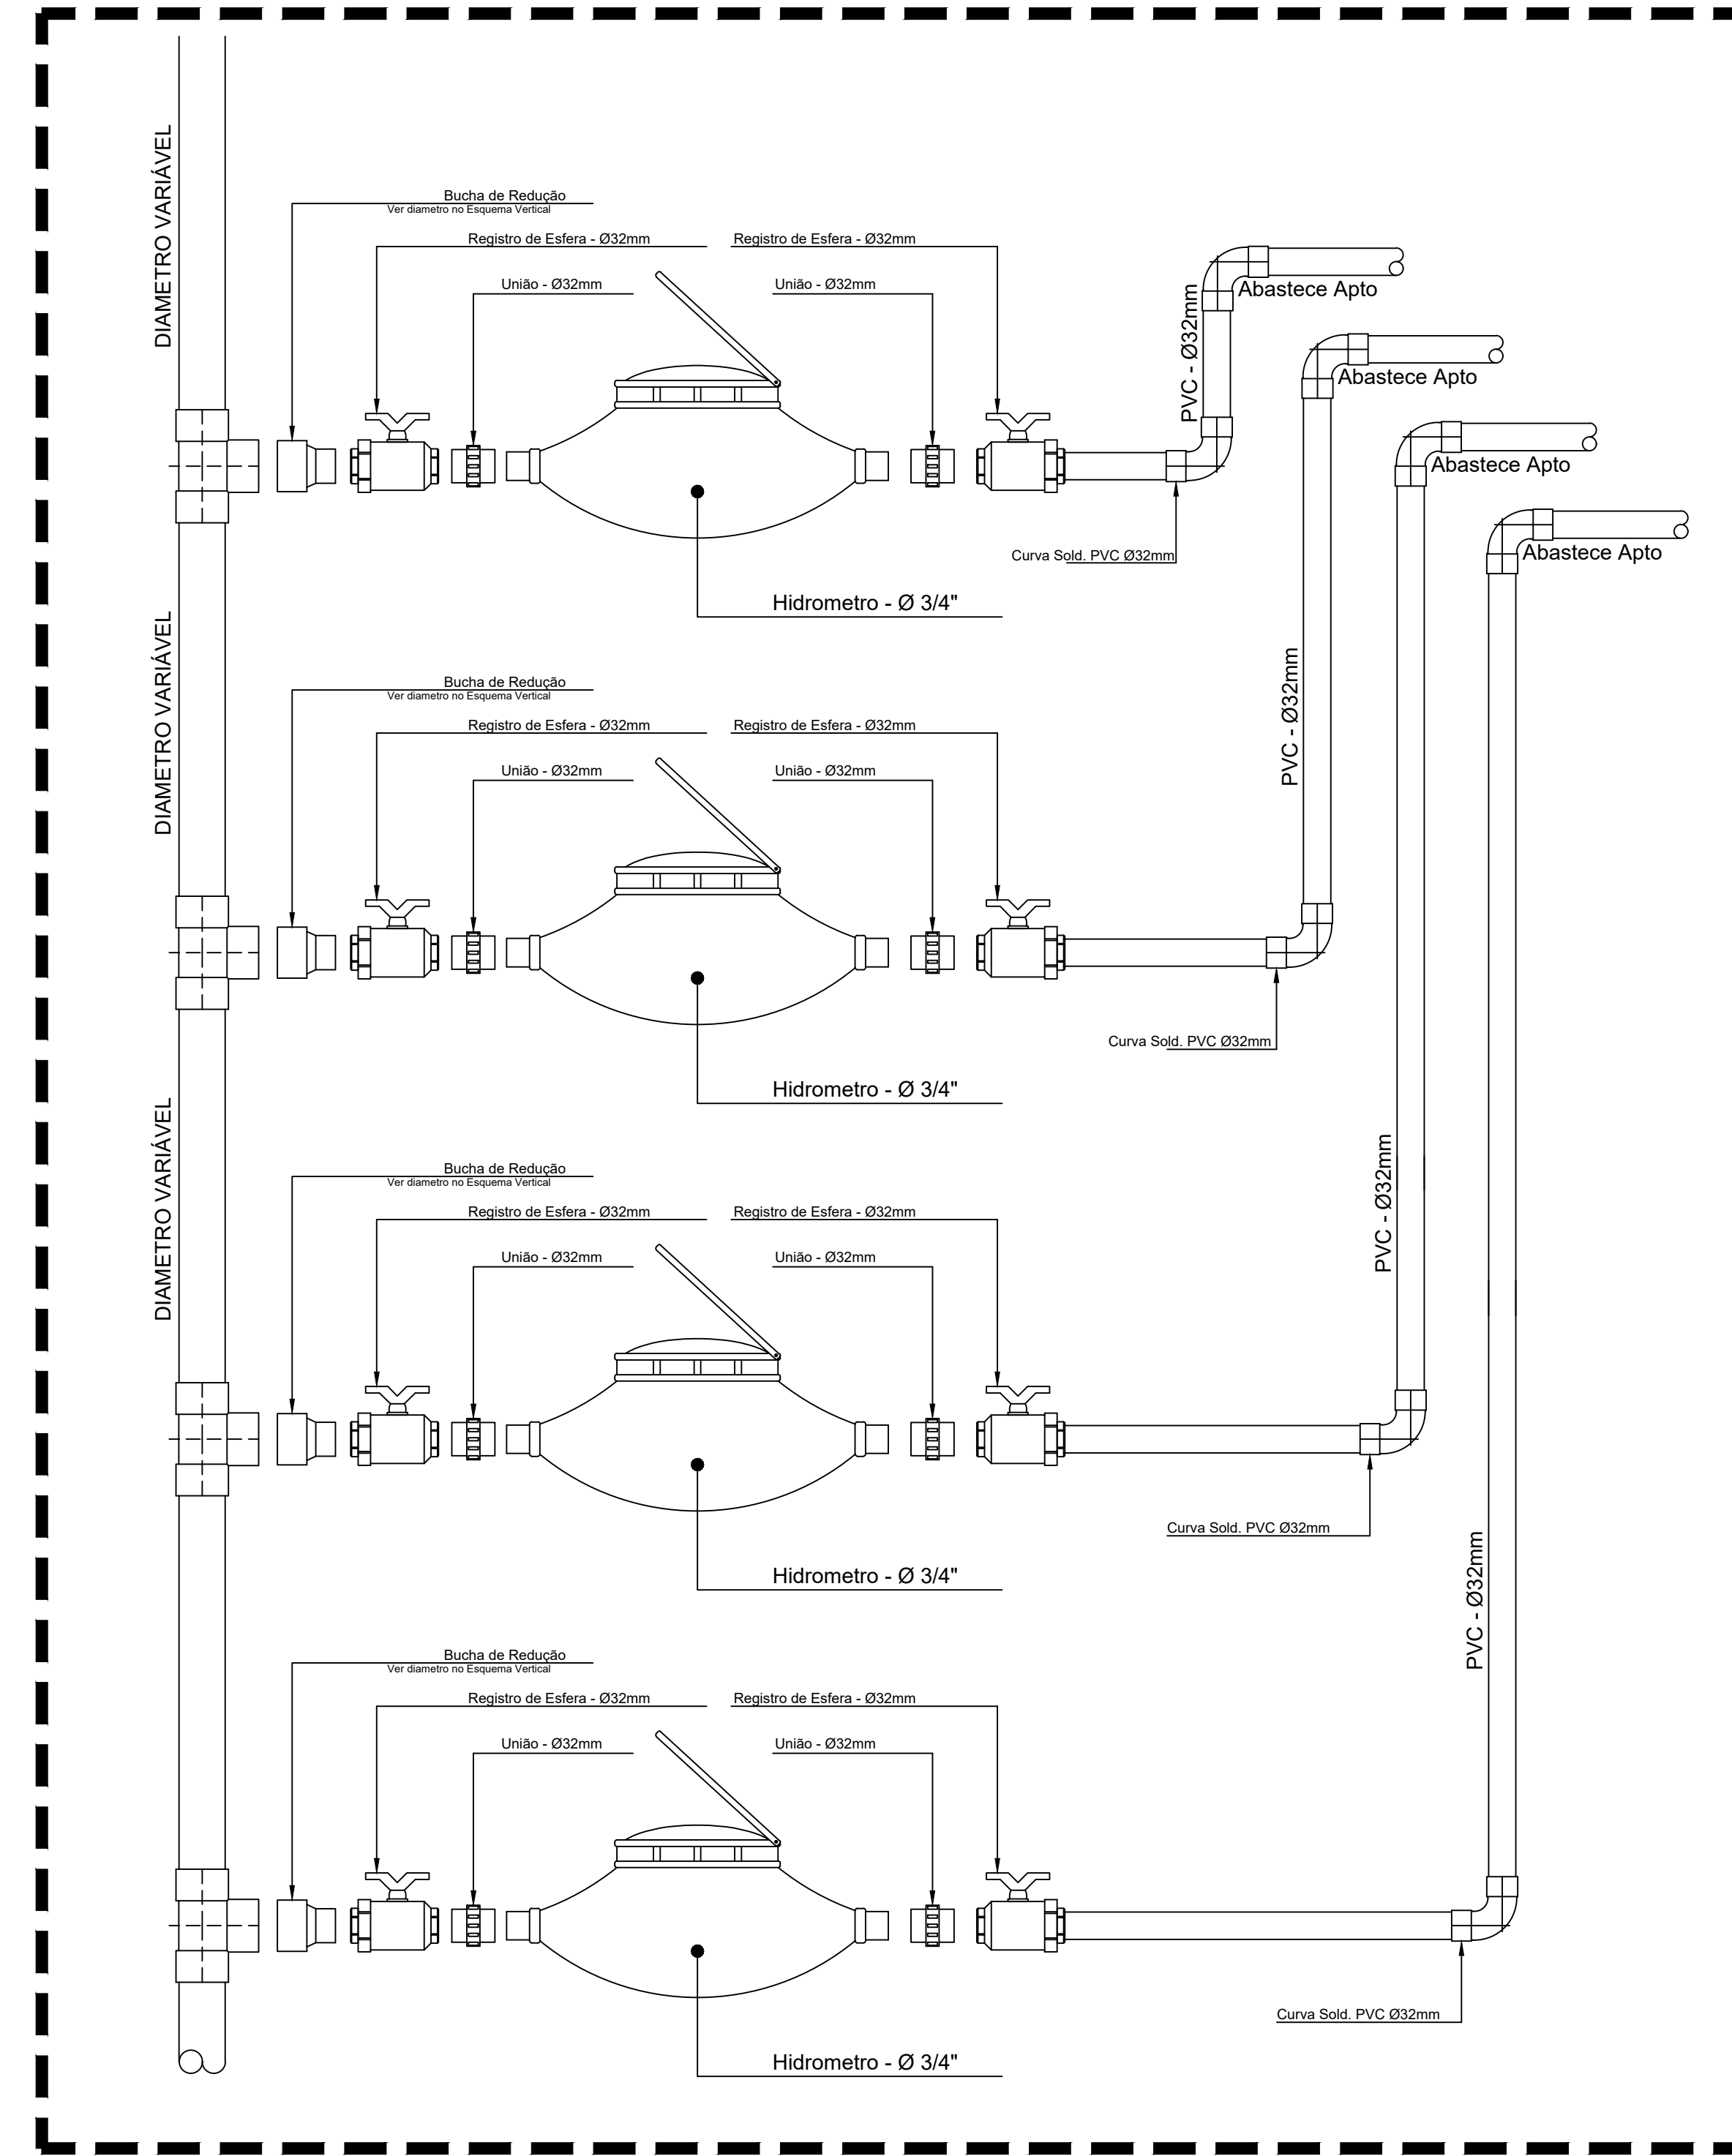 DIAMETRO VARIÁVEL
Bucha de Redução
Ver diametro no Esquema Vertical
Registro de Esfera - Ø32mm
Registro de Esfera - Ø32mm
União - Ø32mm
União - Ø32mm
PVC - Ø32mm
Abastece Apto
Abastece Apto
Abastece Apto
Abastece Apto
Curva Sold. PVC Ø32mm
Hidrometro - Ø 3/4"
DIAMETRO VARIÁVEL
Bucha de Redução
Ver diametro no Esquema Vertical
Registro de Esfera - Ø32mm
Registro de Esfera - Ø32mm
União - Ø32mm
União - Ø32mm
PVC - Ø32mm
Curva Sold. PVC Ø32mm
Hidrometro - Ø 3/4"
DIAMETRO VARIÁVEL
Bucha de Redução
Ver diametro no Esquema Vertical
Registro de Esfera - Ø32mm
Registro de Esfera - Ø32mm
União - Ø32mm
União - Ø32mm
PVC - Ø32mm
Curva Sold. PVC Ø32mm
Hidrometro - Ø 3/4"
Bucha de Redução
Ver diametro no Esquema Vertical
Registro de Esfera - Ø32mm
Registro de Esfera - Ø32mm
União - Ø32mm
União - Ø32mm
PVC - Ø32mm
Curva Sold. PVC Ø32mm
Hidrometro - Ø 3/4"